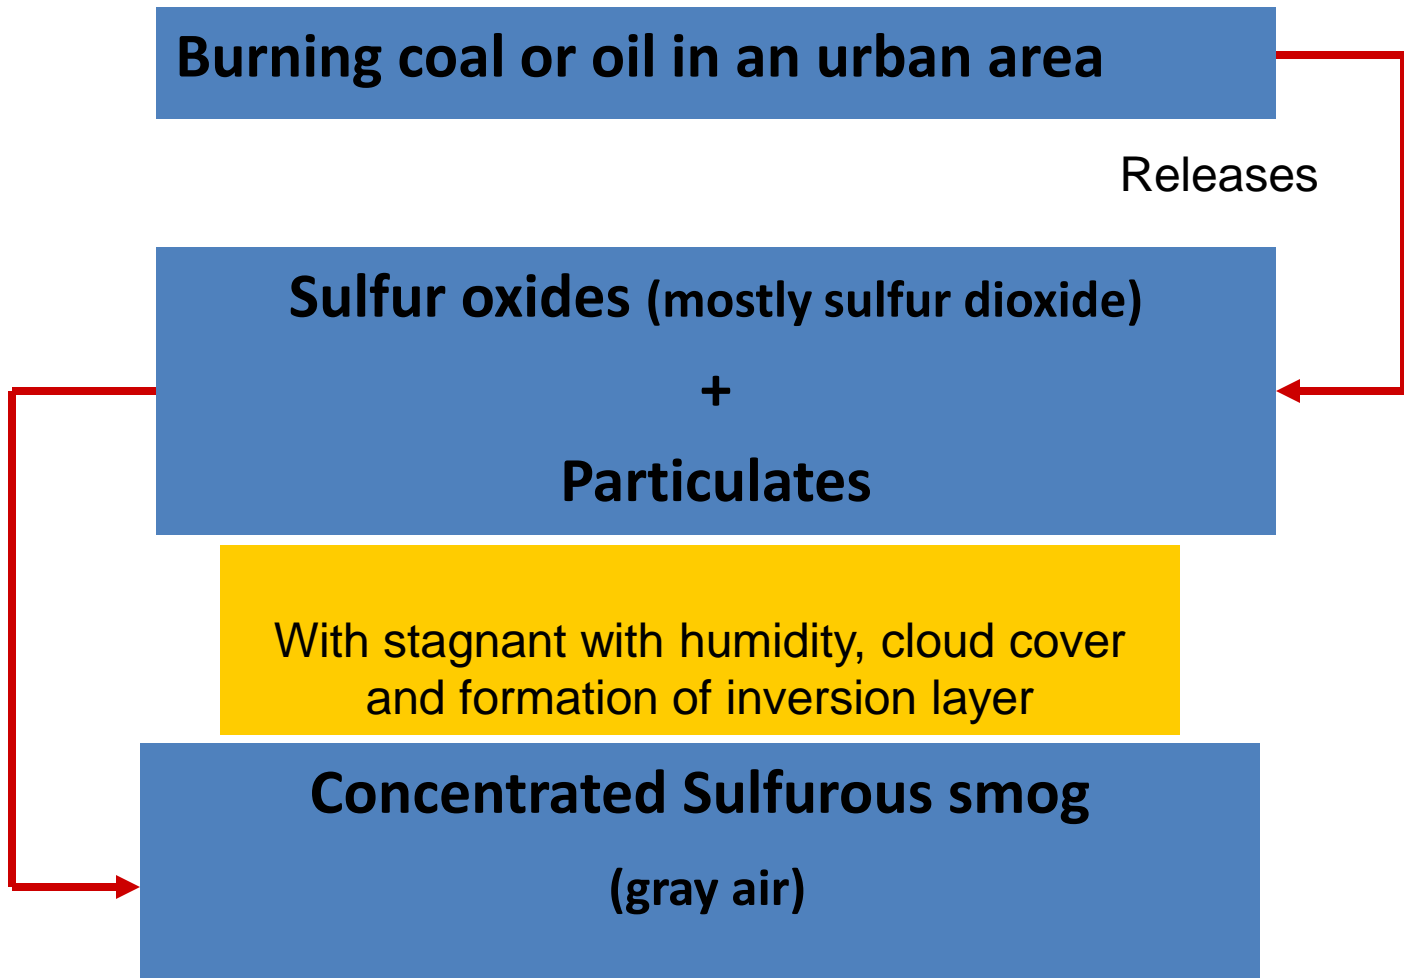 Burning coal or oil in an urban area
Releases
Sulfur oxides (mostly sulfur dioxide)
+
Particulates
With stagnant with humidity, cloud cover
and formation of inversion layer
Concentrated Sulfurous smog
(gray air)